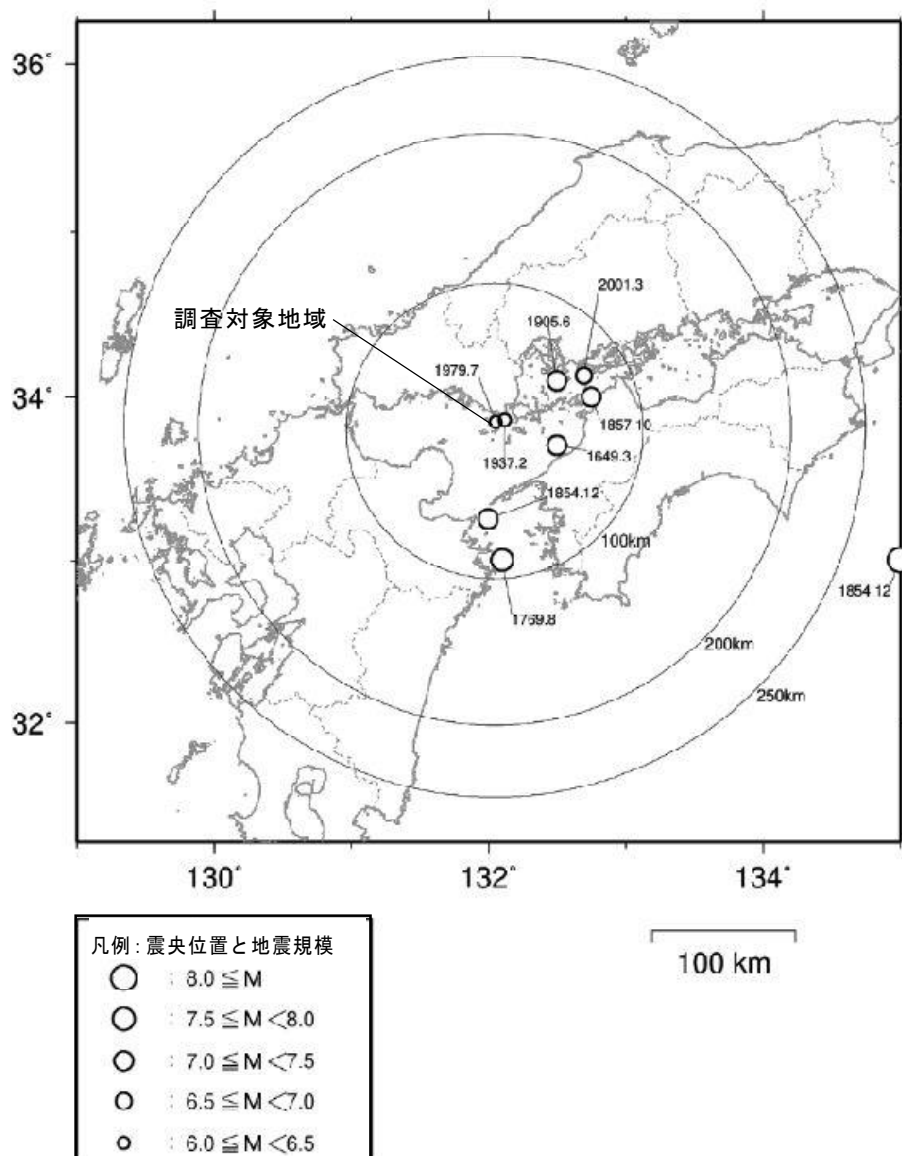 36°
調査対象地域
2001.3
1905.6
1979.7
34°
1857 10
1937.2
1649.3
1854.12
100km
1854 12
1769.8
200km
250km
32°
130°
132°
134°
凡例：震央位置と地震規模
: 8.0 ≦ M
: 7.5 ≦ M <8.0
: 7.0 ≦ M <7.5
: 6.5 ≦ M <7.0
: 6.0 ≦ M <6.5
100 km